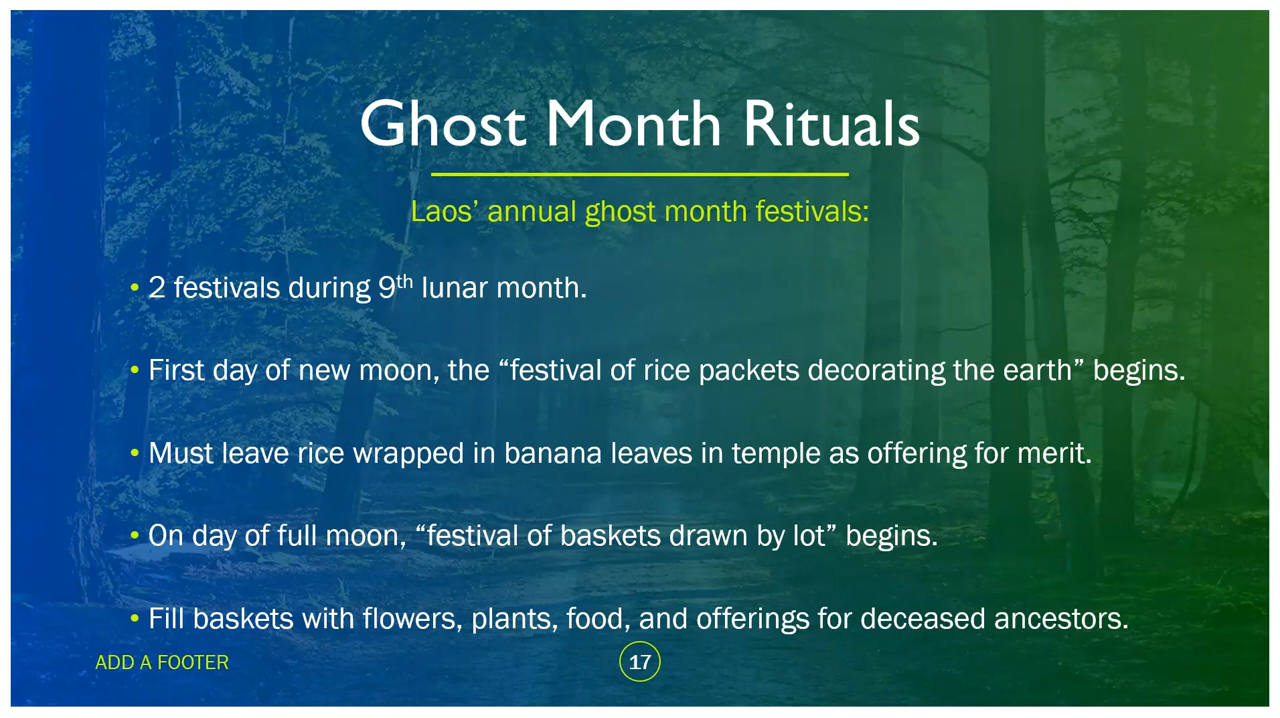 Ghost Month Rituals
Laos’ annual ghost month festivals:
• 2 festivals during 9th lunar month.
• First day of new moon, the “festival of rice packets decorating the earth” begins.
• Must leave rice wrapped in banana leaves in temple as offering for merit.
• On day of full moon, “festival of baskets drawn by lot” begins.
• Fill baskets with flowers, plants, food, and offerings for deceased ancestors.
ADD A FOOTER
17